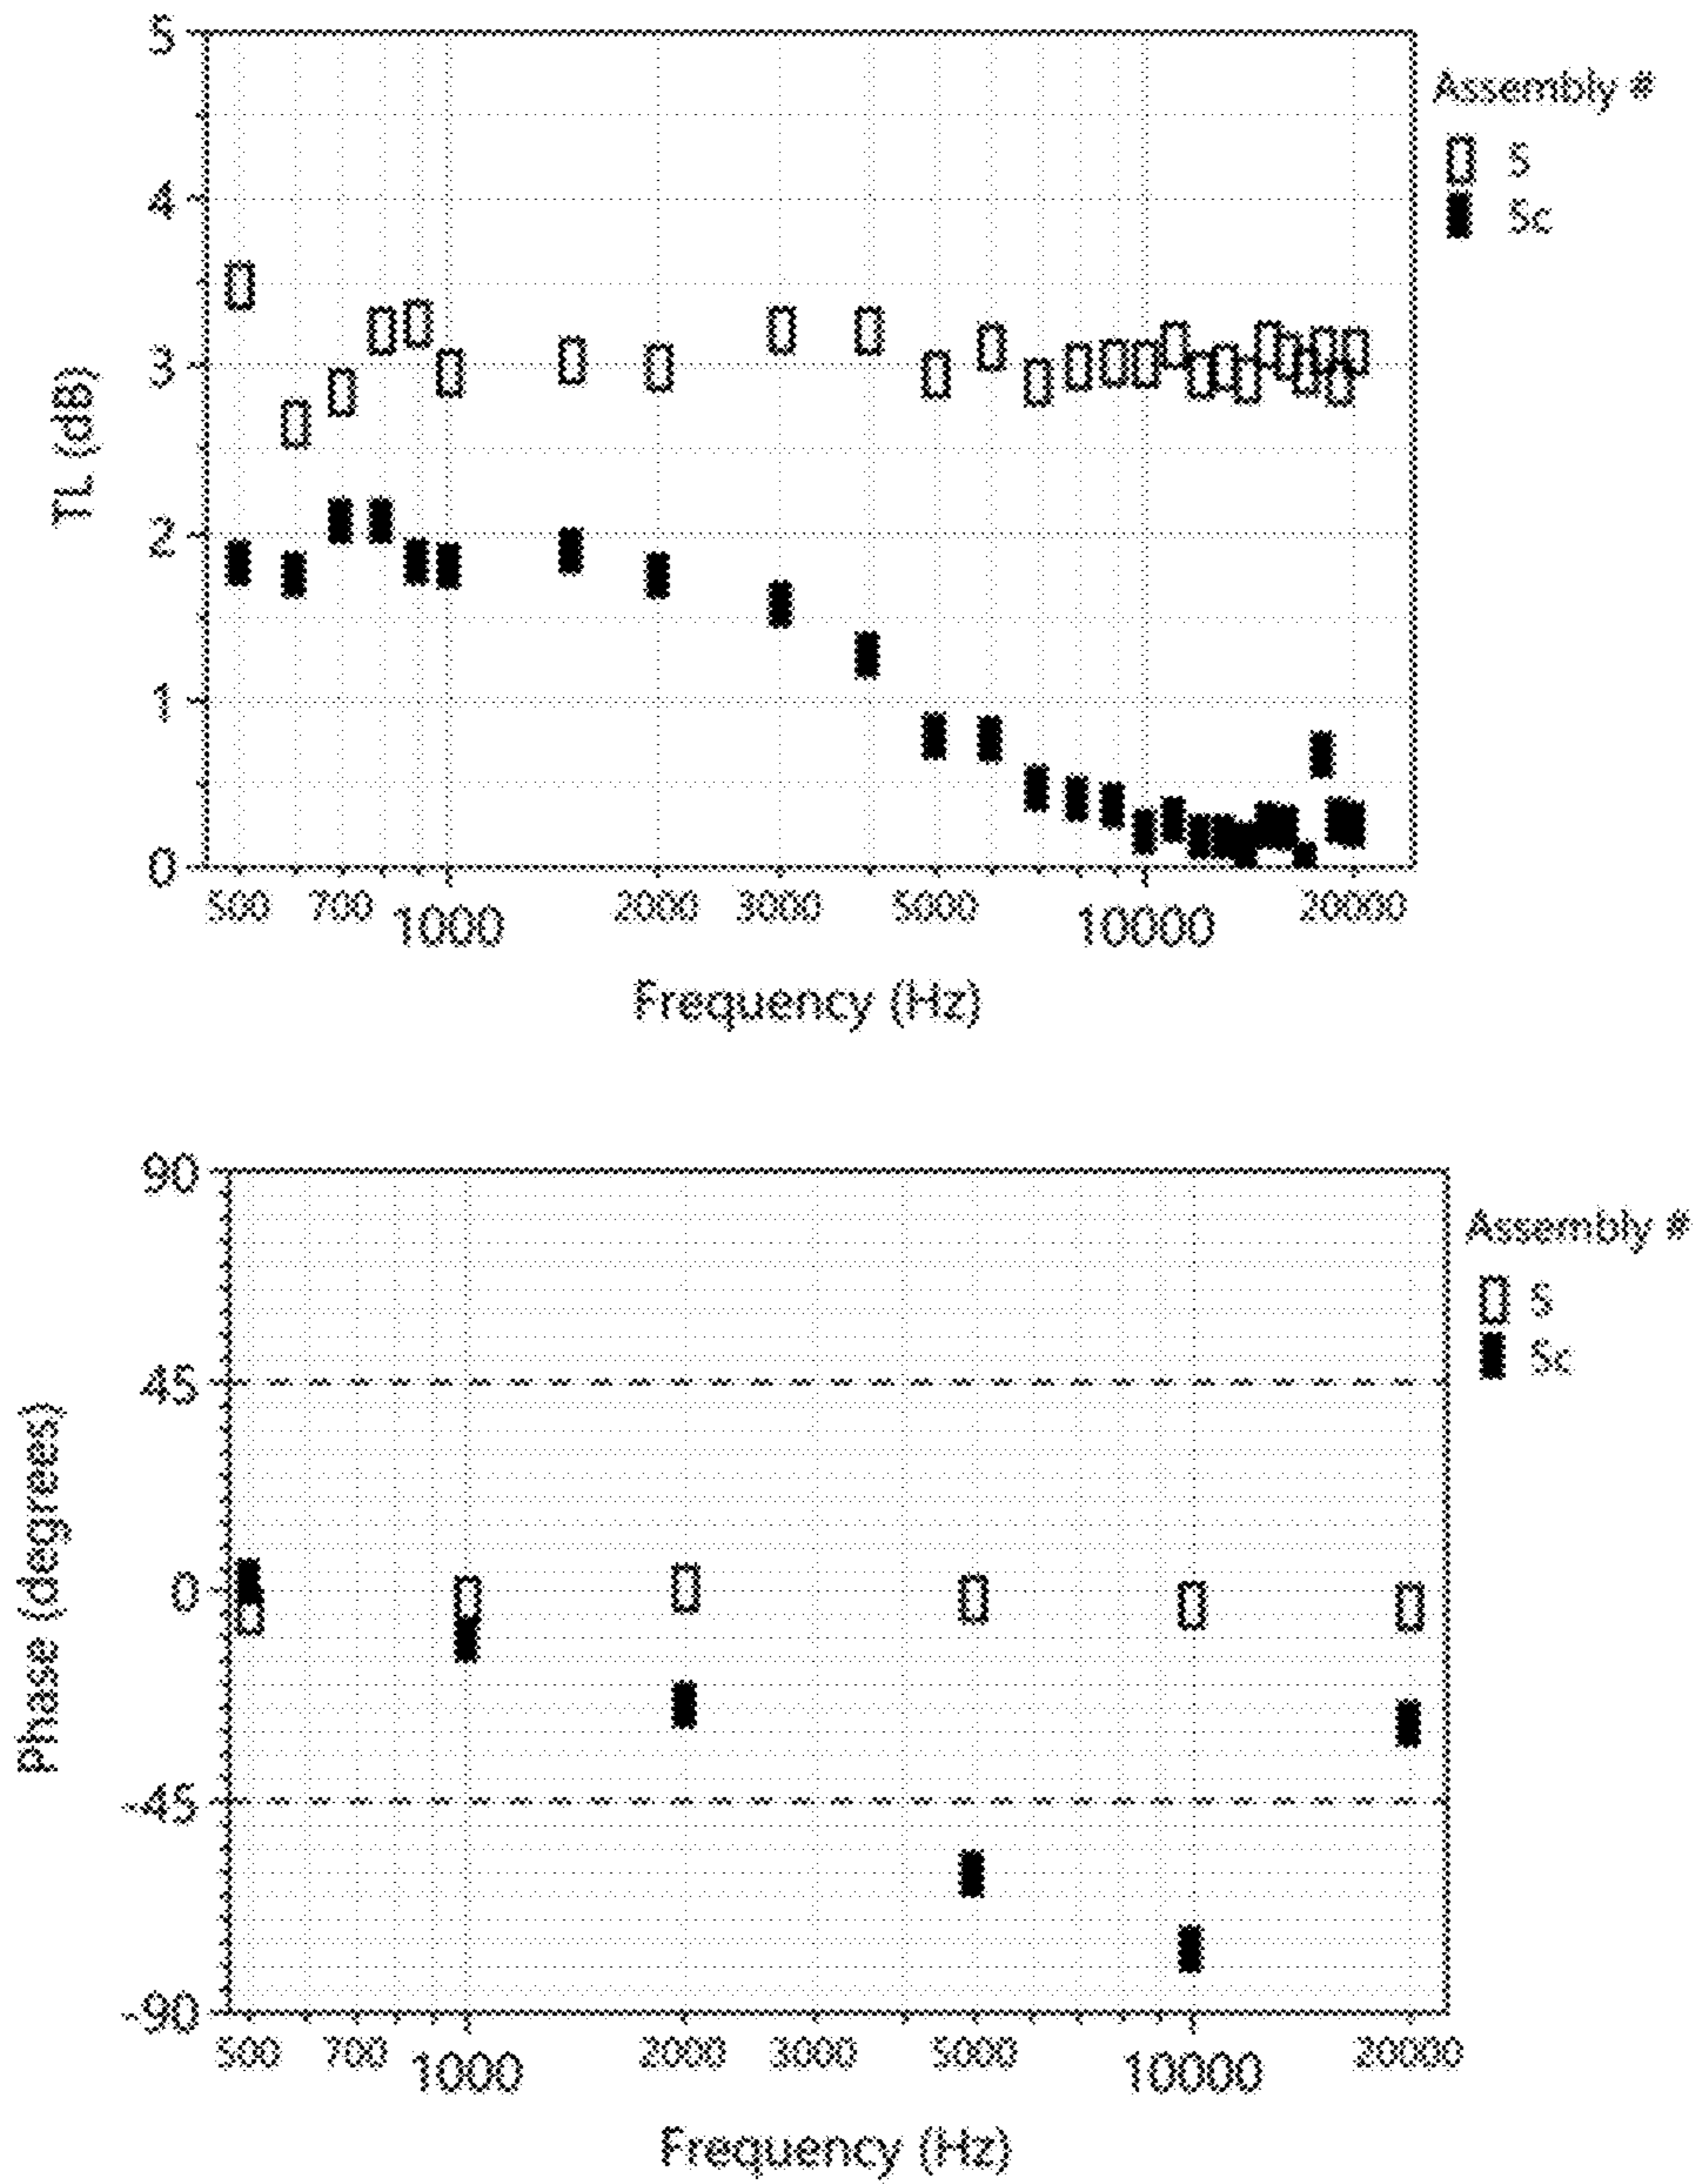 5
4
3
2
1
0
TL (dB)
500 700 1000 2000 3000 5000 10000 20000
Frequency (Hz)
Assembly #
S
Sc
90
45
0
-45
-90
Phase (degrees)
500 700 1000 2000 3000 5000 10000 20000
Frequency (Hz)
Assembly #
S
Sc